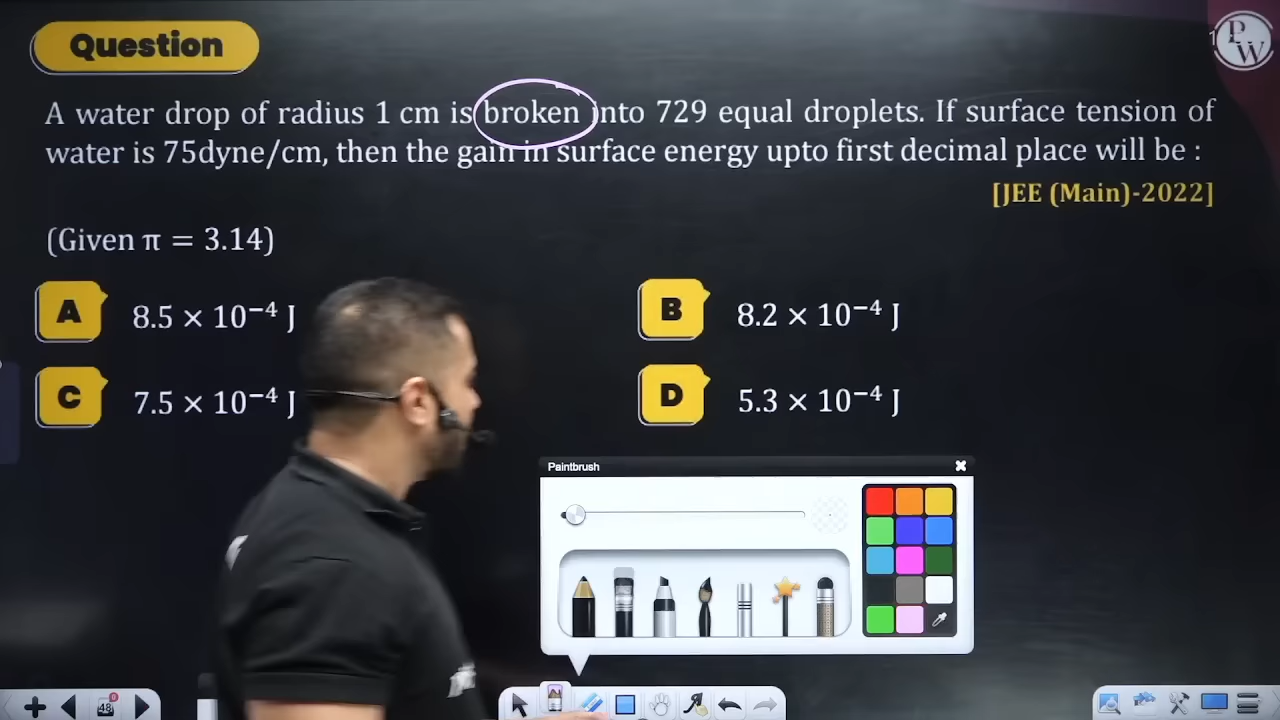 Question
PW
A water drop of radius 1 cm is broken into 729 equal droplets. If surface tension of
water is 75dyne/cm, then the gain in surface energy upto first decimal place will be :
[JEE (Main)-2022]
(Given π = 3.14)
A 8.5 × 10⁻⁴ J
B 8.2 × 10⁻⁴ J
C 7.5 × 10⁻⁴ J
D 5.3 × 10⁻⁴ J
Paintbrush
48